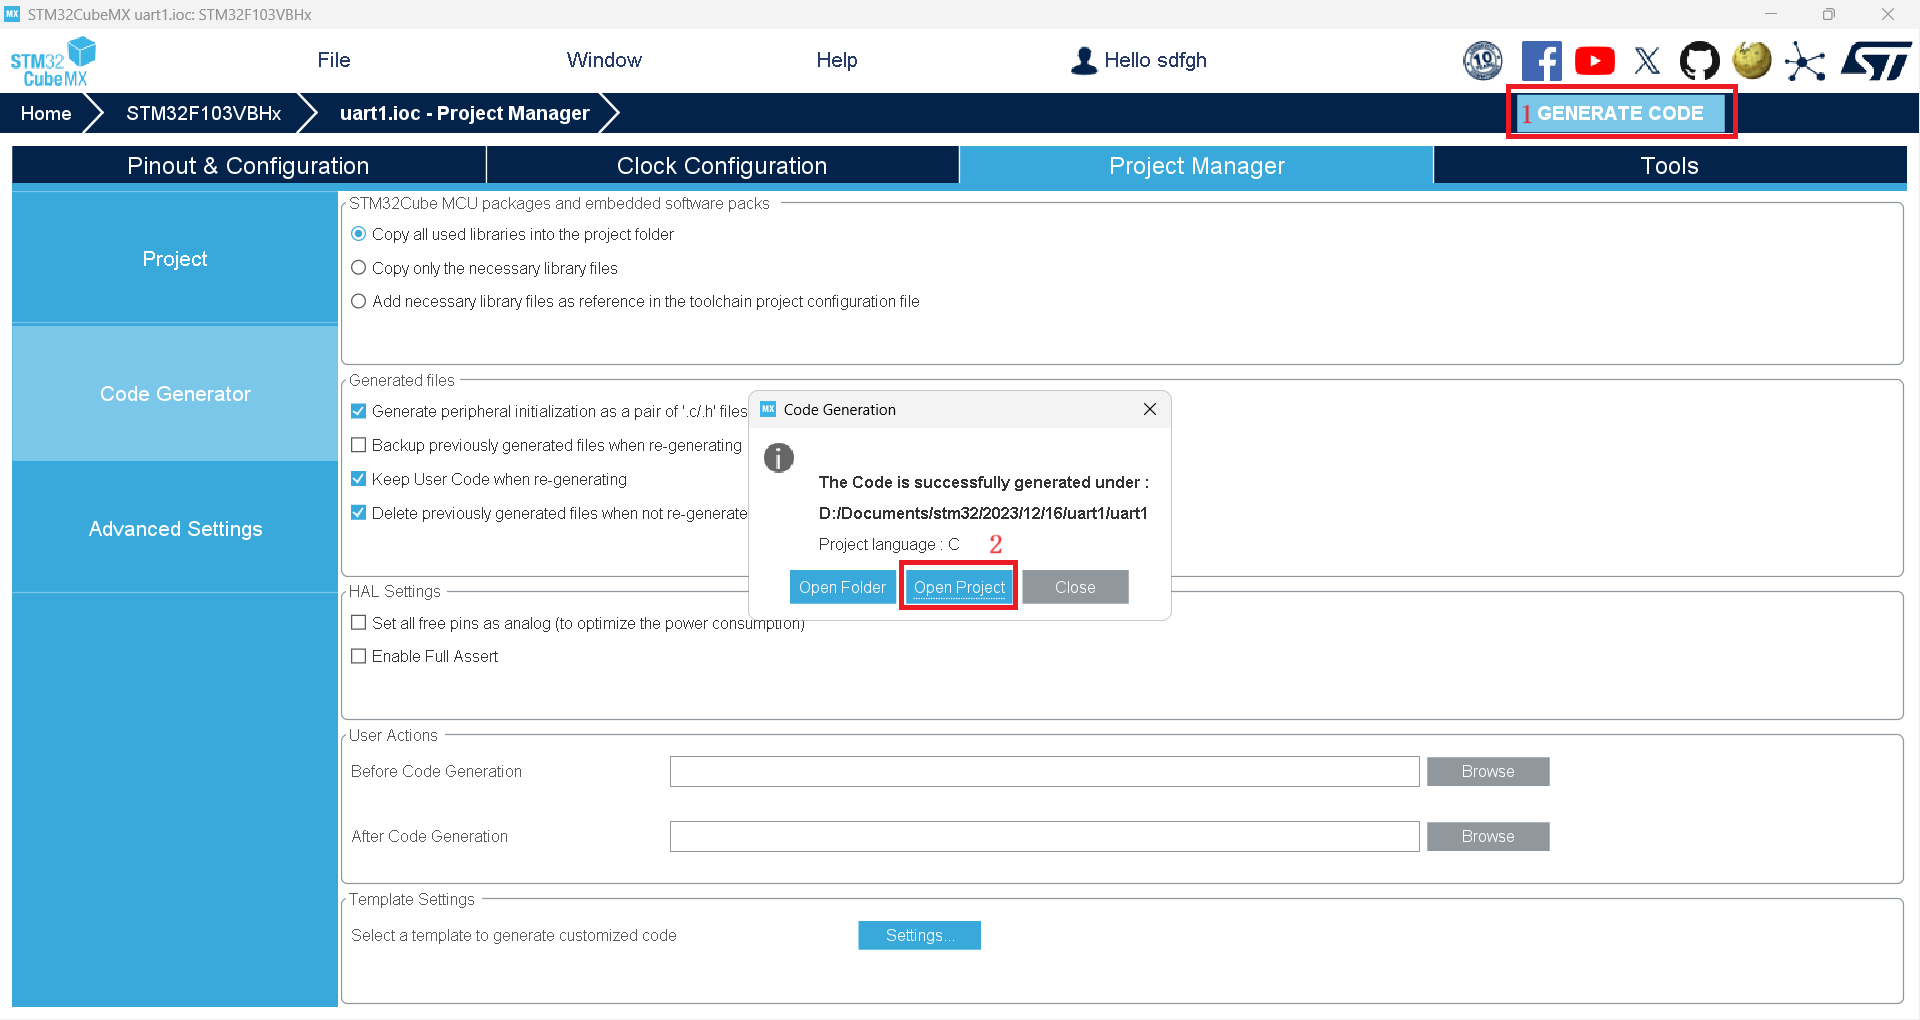 MX STM32CubeMX uart1.ioc: STM32F103VBHx
STM32 CubeMX
File Window Help Hello sdfgh
Home STM32F103VBHx uart1.ioc - Project Manager 1 GENERATE CODE
Pinout & Configuration Clock Configuration Project Manager Tools
Project
Code Generator
Advanced Settings
STM32Cube MCU packages and embedded software packs
Copy all used libraries into the project folder
Copy only the necessary library files
Add necessary library files as reference in the toolchain project configuration file
Generated files
Generate peripheral initialization as a pair of '.c/.h' files
Backup previously generated files when re-generating
Keep User Code when re-generating
Delete previously generated files when not re-generate
MX Code Generation
The Code is successfully generated under :
D:/Documents/stm32/2023/12/16/uart1/uart1
Project language : C 2
Open Folder Open Project Close
HAL Settings
Set all free pins as analog (to optimize the power consumption)
Enable Full Assert
User Actions
Before Code Generation Browse
After Code Generation Browse
Template Settings
Select a template to generate customized code Settings...